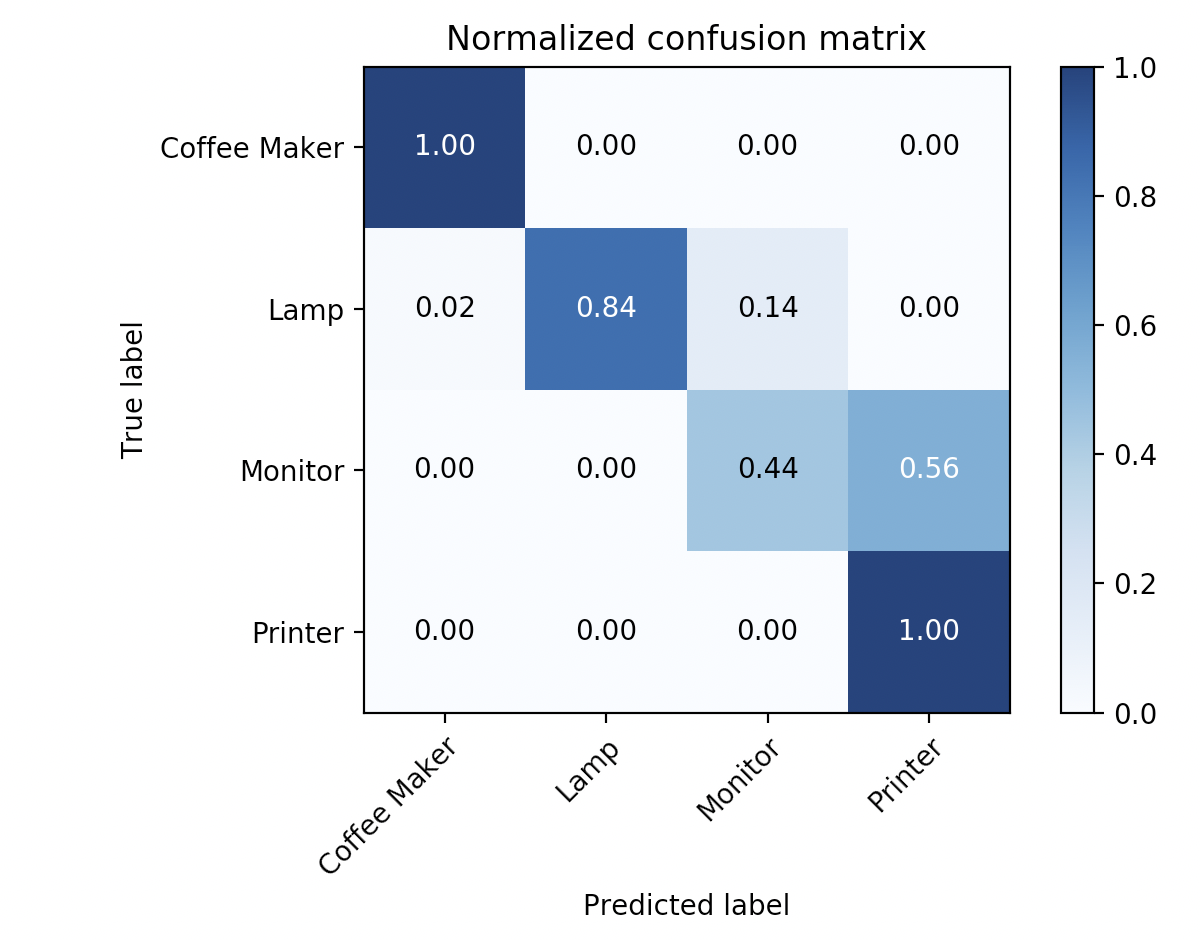 Normalized confusion matrix
Coffee Maker 1.00 0.00 0.00 0.00
Lamp 0.02 0.84 0.14 0.00
Monitor 0.00 0.00 0.44 0.56
Printer 0.00 0.00 0.00 1.00
True label
Coffee Maker Lamp Monitor Printer
Predicted label
1.0
0.8
0.6
0.4
0.2
0.0